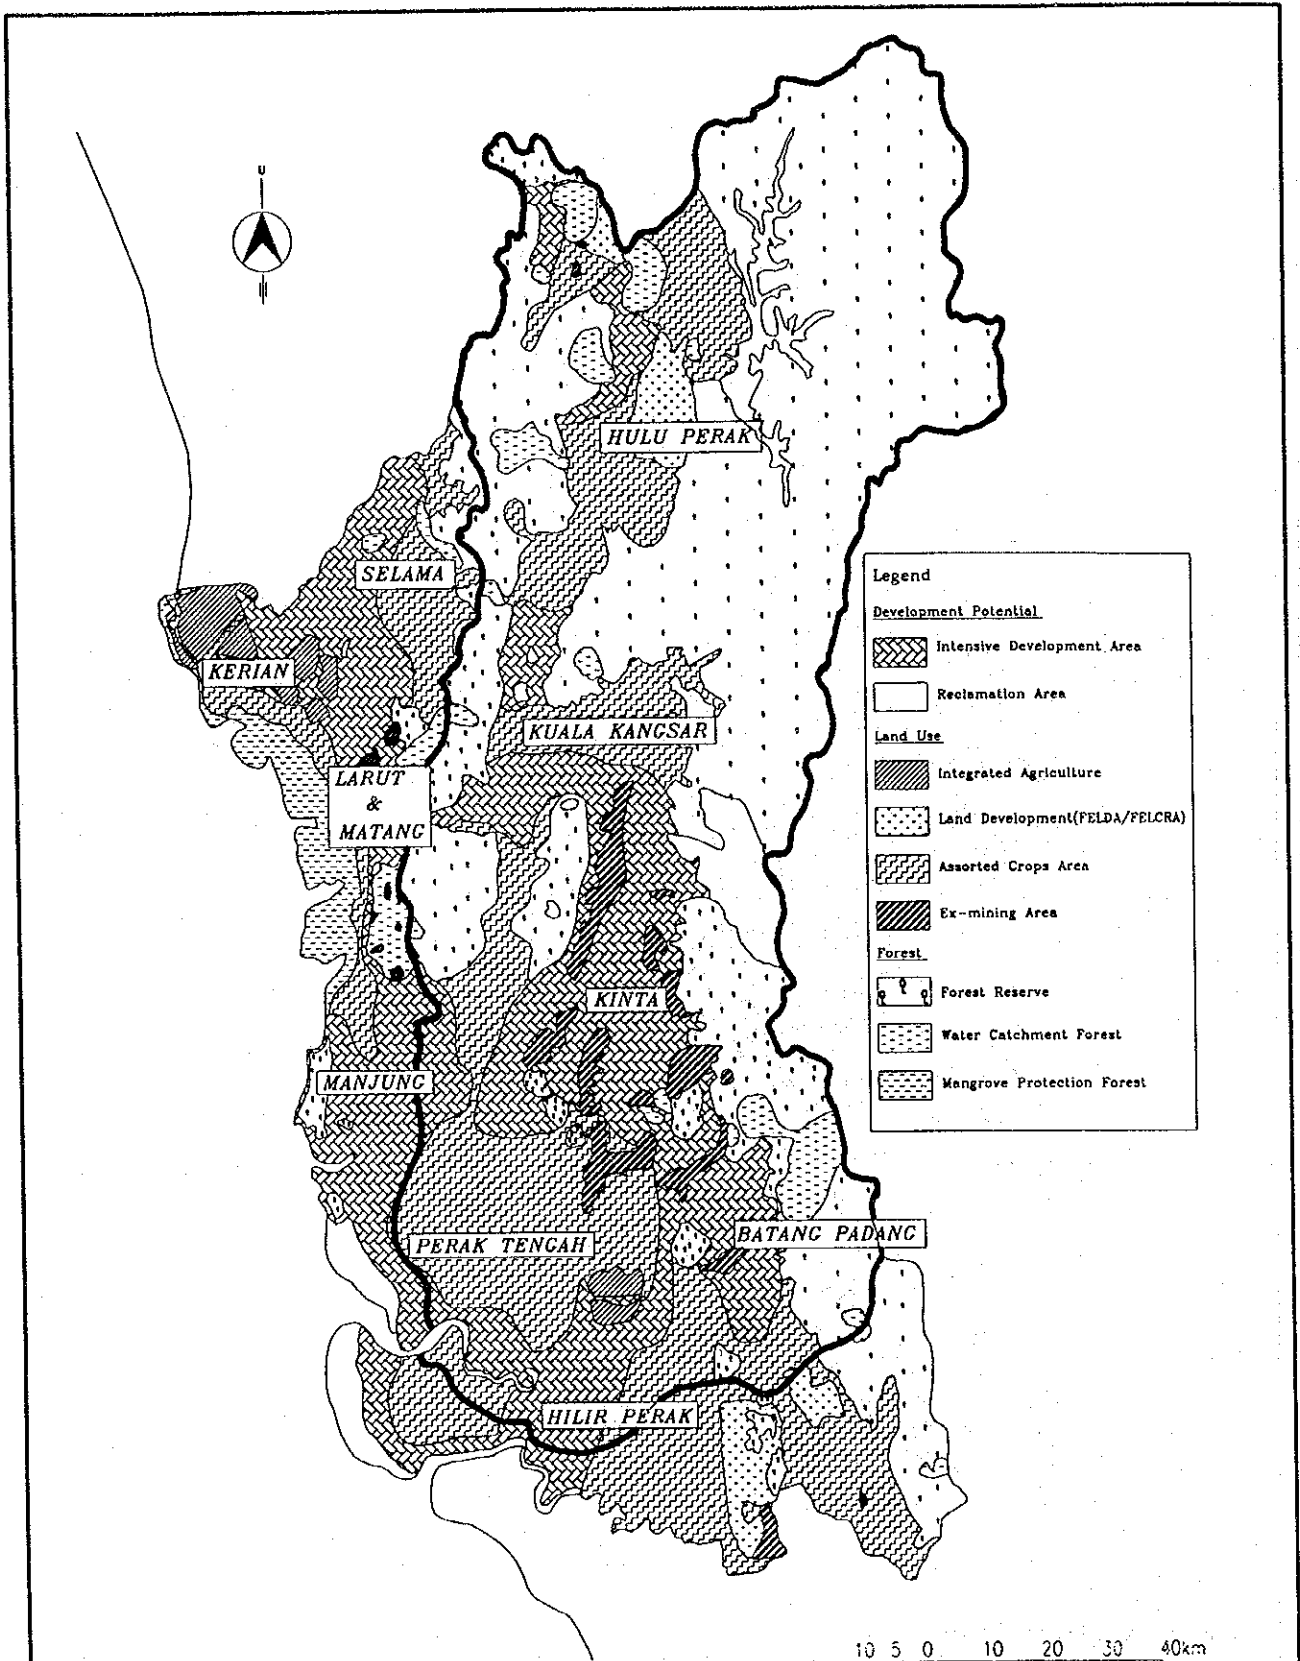 HULU PERAK
SELAMA
KERIAN
KUALA KANGSAR
LARUT
&
MATANG
KINTA
MANJUNG
PERAK TENGAH
BATANG PADANG
HILIR PERAK
Legend
Development Potential
Intensive Development Area
Reclamation Area
Land Use
Integrated Agriculture
Land Development(FELDA/FELCRA)
Assorted Crops Area
Ex-mining Area
Forest
Forest Reserve
Water Catchment Forest
Mangrove Protection Forest
10 5 0 10 20 30 40km